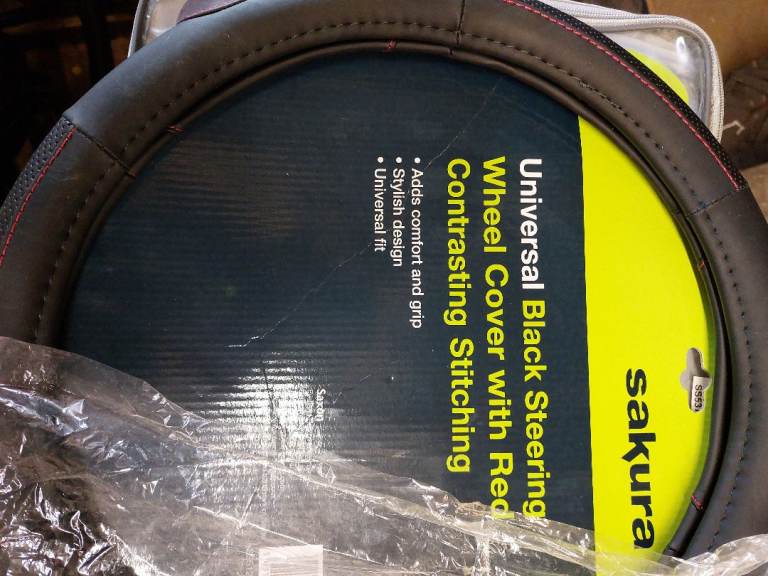 sakura
Universal Black Steering
Wheel Cover with Red
Contrasting Stitching
• Adds comfort and grip
• Stylish design
• Universal fit